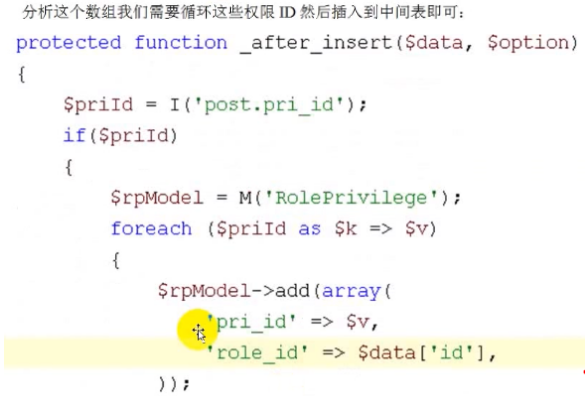 分析这个数组我们需要循环这些权限 ID 然后插入到中间表即可：
protected function _after_insert($data, $option)
{
$priId = I('post.pri_id');
if($priId)
{
$rpModel = M('RolePrivilege');
foreach ($priId as $k => $v)
{
$rpModel->add(array(
'pri_id' => $v,
'role_id' => $data['id'],
));